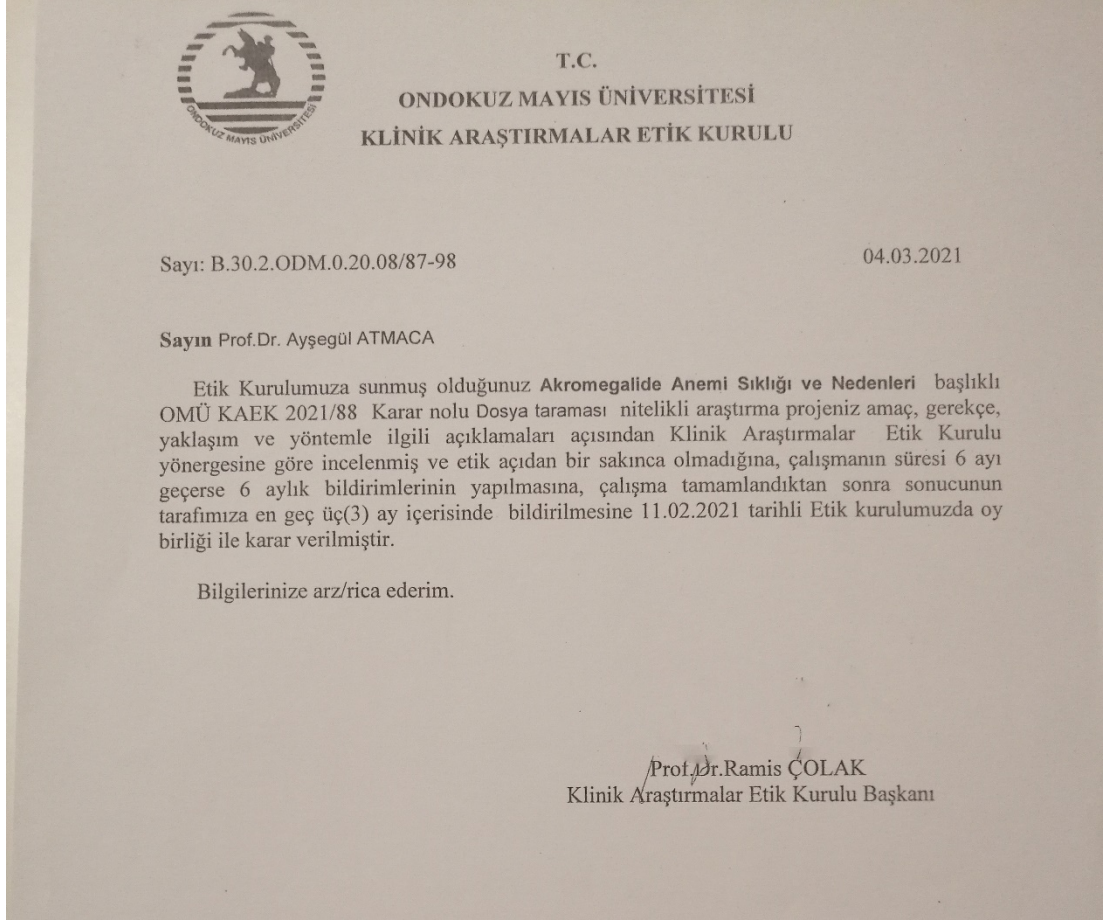 ONDOKUZ MAYIS ÜNİVERSİTESİ
T.C.
ONDOKUZ MAYIS ÜNİVERSİTESİ
KLİNİK ARAŞTIRMALAR ETİK KURULU
Sayı: B.30.2.ODM.0.20.08/87-98
04.03.2021
Sayın Prof.Dr. Ayşegül ATMACA
Etik Kurulumuza sunmuş olduğunuz Akromegalide Anemi Sıklığı ve Nedenleri başlıklı
OMÜ KAEK 2021/88 Karar nolu Dosya taraması nitelikli araştırma projeniz amaç, gerekçe,
yaklaşım ve yöntemle ilgili açıklamaları açısından Klinik Araştırmalar Etik Kurulu
yönergesine göre incelenmiş ve etik açıdan bir sakınca olmadığına, çalışmanın süresi 6 ayı
geçerse 6 aylık bildirimlerinin yapılmasına, çalışma tamamlandıktan sonra sonucunun
tarafımıza en geç üç(3) ay içerisinde bildirilmesine 11.02.2021 tarihli Etik kurulumuzda oy
birliği ile karar verilmiştir.
Bilgilerinize arz/rica ederim.
Prof.Dr.Ramis ÇOLAK
Klinik Araştırmalar Etik Kurulu Başkanı